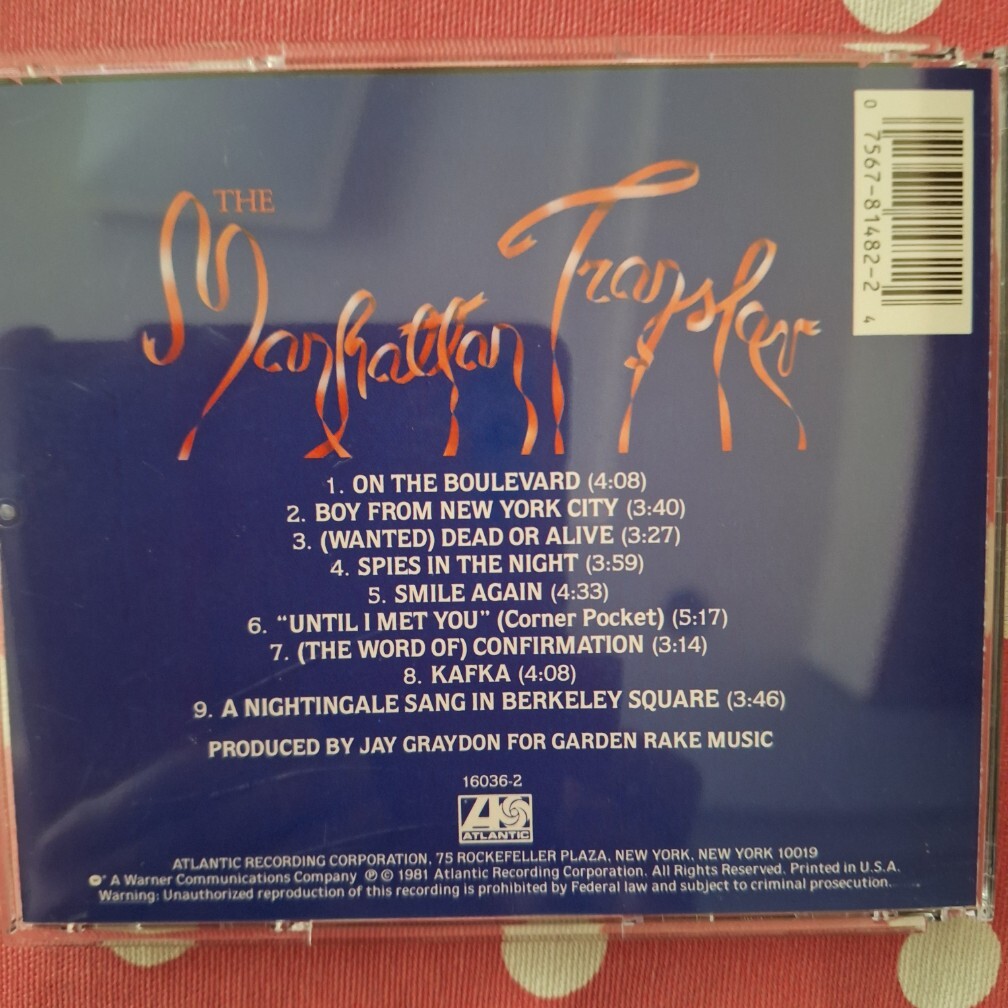 THE
Manhattan Transfer
0 7567-81482-2 4
1. ON THE BOULEVARD (4:08)
2. BOY FROM NEW YORK CITY (3:40)
3. (WANTED) DEAD OR ALIVE (3:27)
4. SPIES IN THE NIGHT (3:59)
5. SMILE AGAIN (4:33)
6. “UNTIL I MET YOU” (Corner Pocket) (5:17)
7. (THE WORD OF) CONFIRMATION (3:14)
8. KAFKA (4:08)
9. A NIGHTINGALE SANG IN BERKELEY SQUARE (3:46)
PRODUCED BY JAY GRAYDON FOR GARDEN RAKE MUSIC
16036-2
ATLANTIC
ATLANTIC RECORDING CORPORATION, 75 ROCKEFELLER PLAZA, NEW YORK, NEW YORK 10019
A Warner Communications Company ℗ © 1981 Atlantic Recording Corporation. All Rights Reserved. Printed in U.S.A.
Warning: Unauthorized reproduction of this recording is prohibited by Federal law and subject to criminal prosecution.